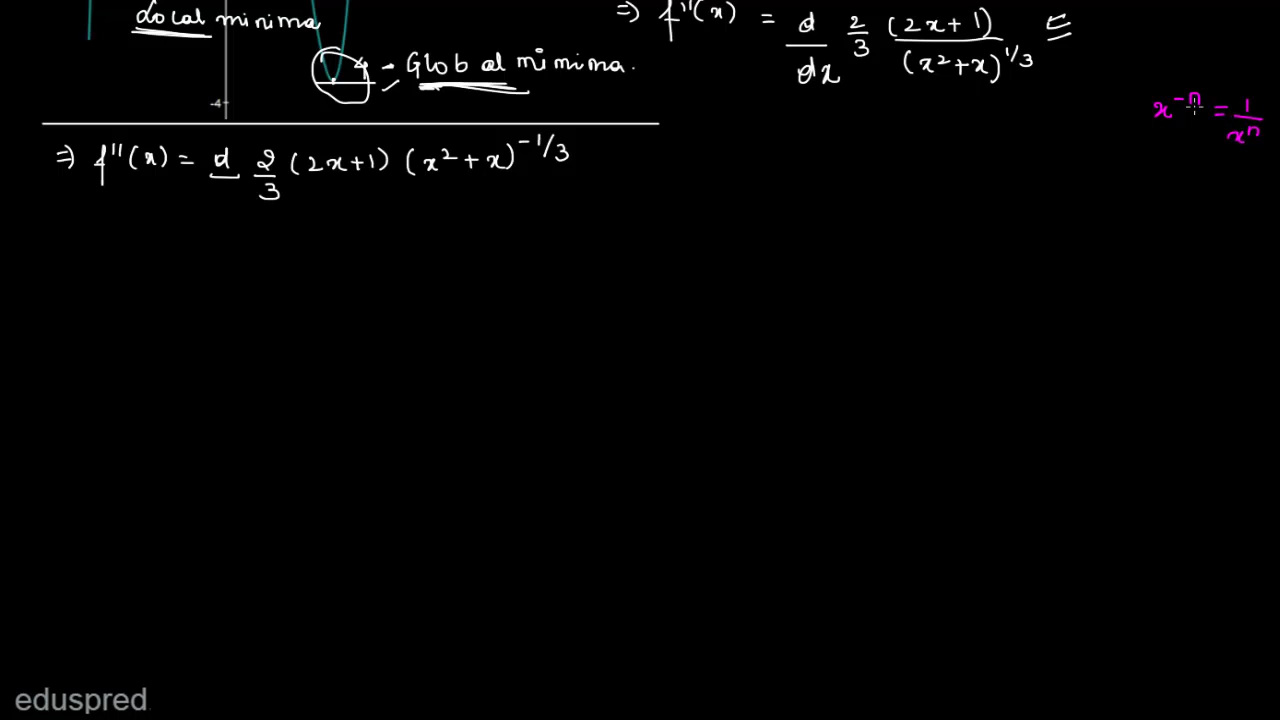 Local minima
⇒ f''(x) = d/dx 2/3 (2x+1)/(x²+x)^1/3
-4
Global minima.
x^-n = 1/x^n
⇒ f''(x) = d 2/3 (2x+1) (x²+x)^-1/3
eduspred